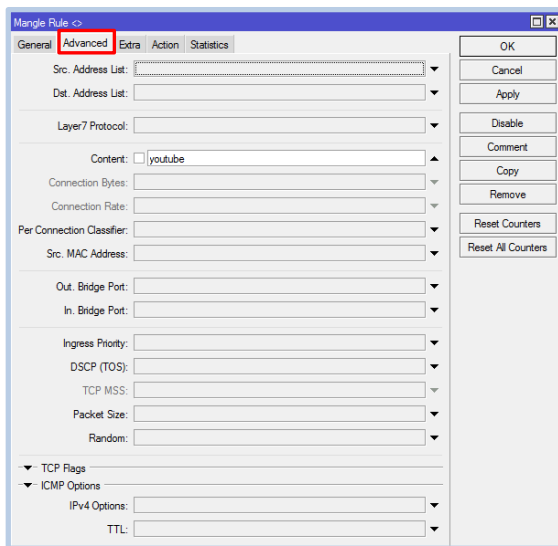 Mangle Rule <>
General Advanced Extra Action Statistics
OK
Src. Address List:
Cancel
Dst. Address List:
Apply
Layer7 Protocol:
Disable
Comment
Content: youtube
Copy
Connection Bytes:
Remove
Connection Rate:
Per Connection Classifier:
Reset Counters
Src. MAC Address:
Reset All Counters
Out. Bridge Port:
In. Bridge Port:
Ingress Priority:
DSCP (TOS):
TCP MSS:
Packet Size:
Random:
TCP Flags
ICMP Options
IPv4 Options:
TTL: